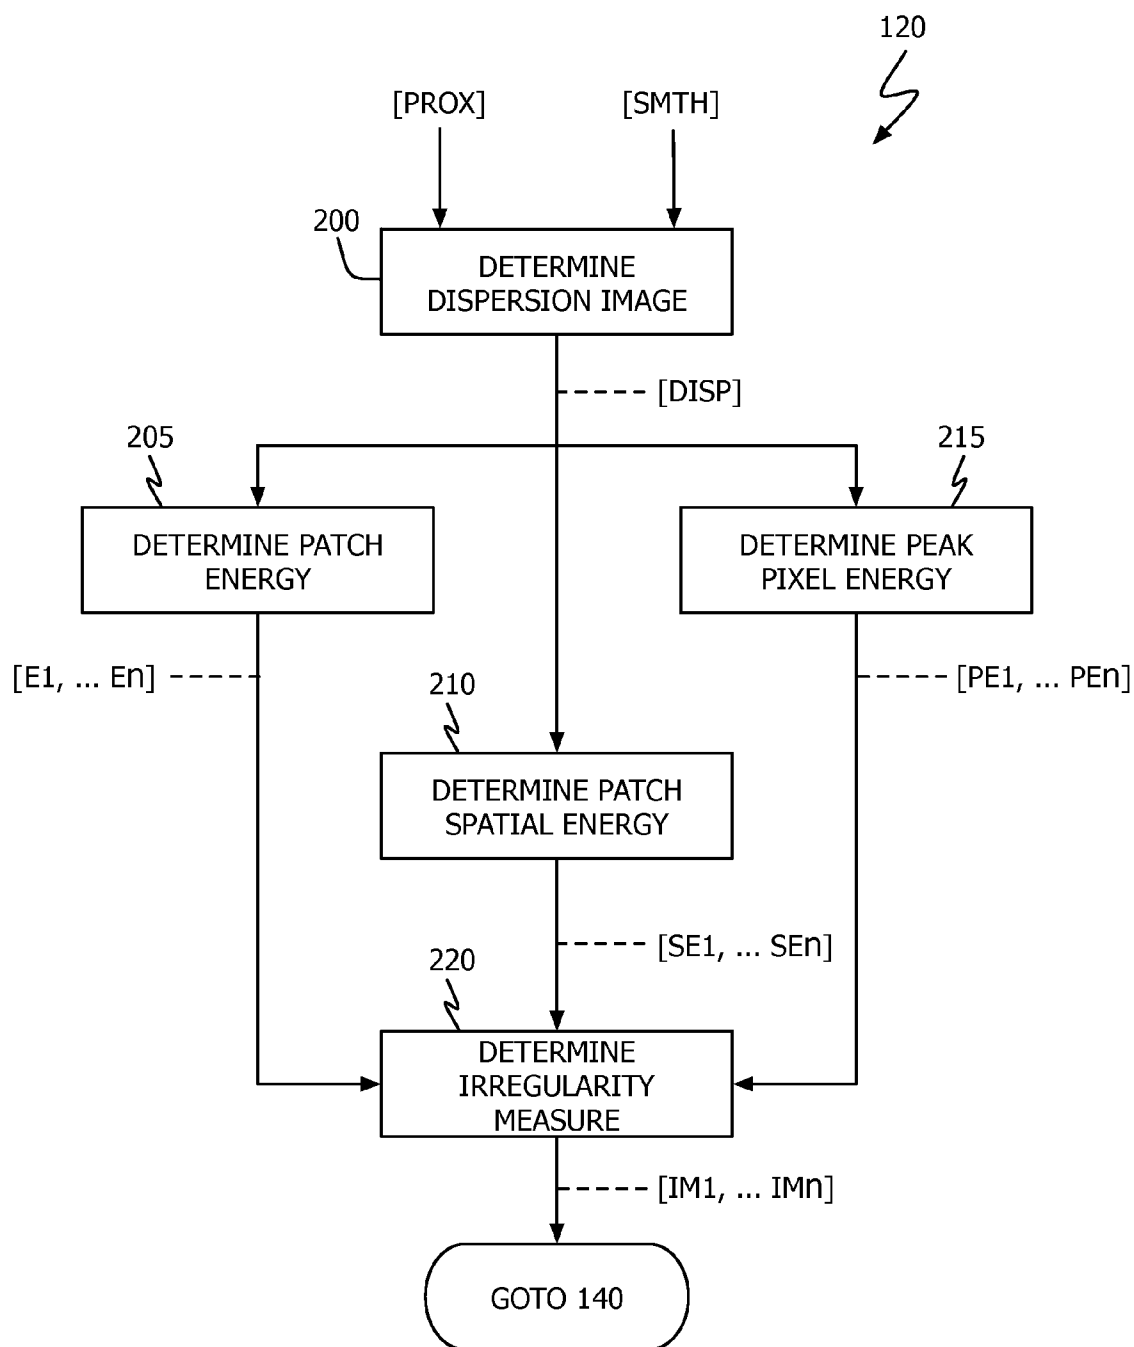 120
[PROX]
[SMTH]
200
DETERMINE
DISPERSION IMAGE
[DISP]
205
215
DETERMINE PATCH
ENERGY
DETERMINE PEAK
PIXEL ENERGY
[E1, ... En]
[PE1, ... PEn]
210
DETERMINE PATCH
SPATIAL ENERGY
[SE1, ... SEn]
220
DETERMINE
IRREGULARITY
MEASURE
[IM1, ... IMn]
GOTO 140